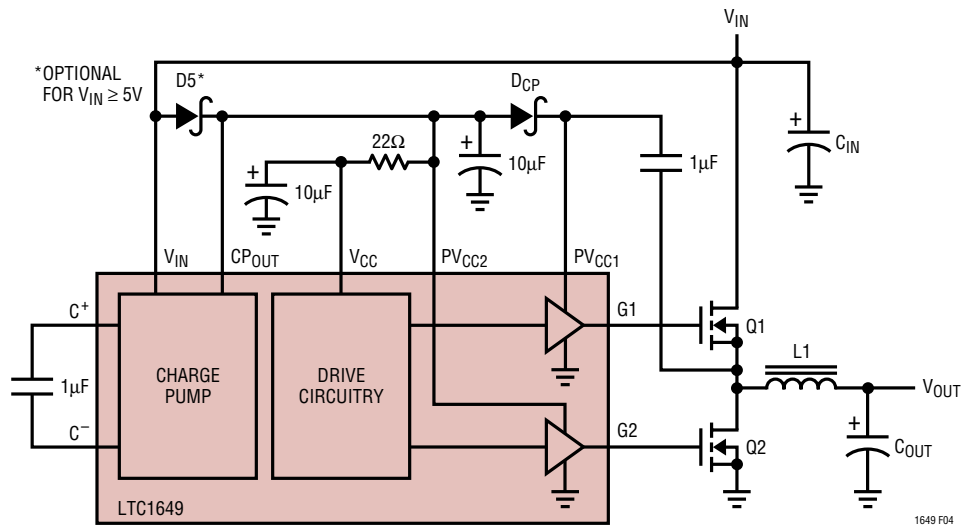 V_IN
*OPTIONAL
FOR V_IN ≥ 5V
D5*
D_CP
+
C_IN
22Ω
+
10µF
+
10µF
1µF
V_IN
CP_OUT
V_CC
PV_CC2
PV_CC1
C⁺
1µF
C⁻
CHARGE
PUMP
DRIVE
CIRCUITRY
G1
Q1
L1
V_OUT
G2
Q2
+
C_OUT
LTC1649
1649 F04